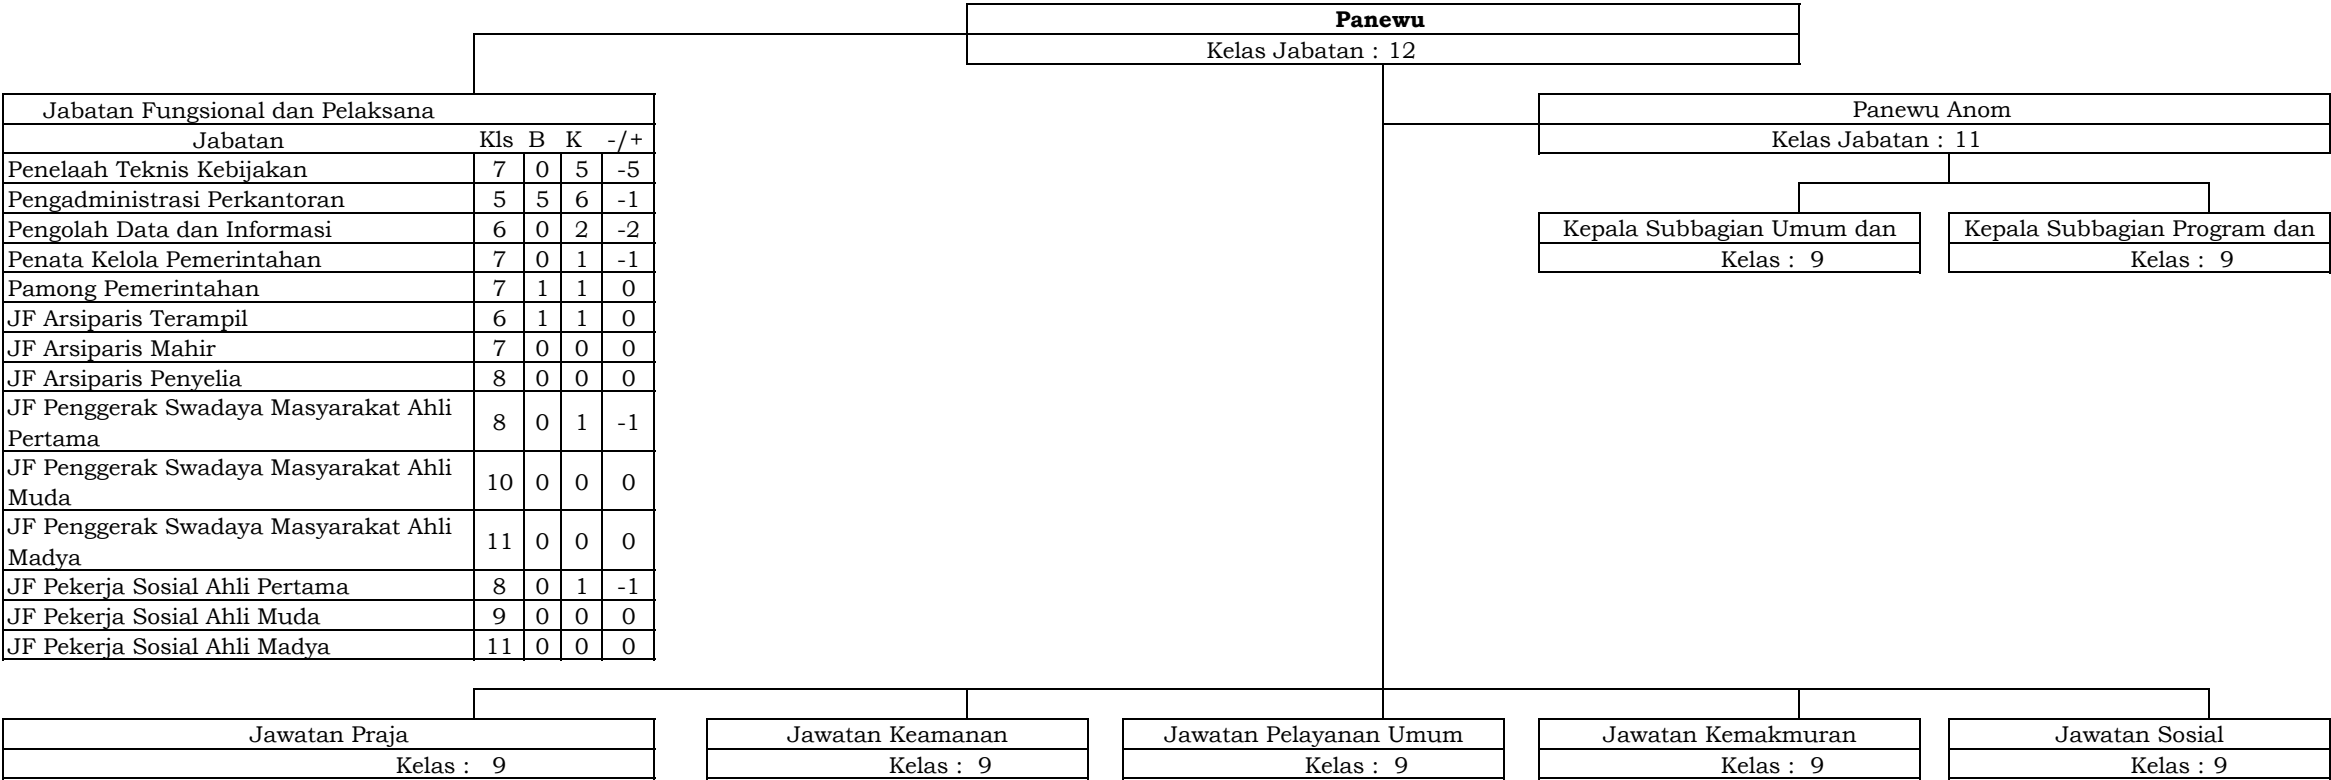 Panewu
Kelas Jabatan : 12
Jabatan Fungsional dan Pelaksana
Jabatan Kls B K -/+
Penelaah Teknis Kebijakan 7 0 5 -5
Pengadministrasi Perkantoran 5 5 6 -1
Pengolah Data dan Informasi 6 0 2 -2
Penata Kelola Pemerintahan 7 0 1 -1
Pamong Pemerintahan 7 1 1 0
JF Arsiparis Terampil 6 1 1 0
JF Arsiparis Mahir 7 0 0 0
JF Arsiparis Penyelia 8 0 0 0
JF Penggerak Swadaya Masyarakat Ahli
Pertama 8 0 1 -1
JF Penggerak Swadaya Masyarakat Ahli
Muda 10 0 0 0
JF Penggerak Swadaya Masyarakat Ahli
Madya 11 0 0 0
JF Pekerja Sosial Ahli Pertama 8 0 1 -1
JF Pekerja Sosial Ahli Muda 9 0 0 0
JF Pekerja Sosial Ahli Madya 11 0 0 0
Panewu Anom
Kelas Jabatan : 11
Kepala Subbagian Umum dan
Kelas : 9
Kepala Subbagian Program dan
Kelas : 9
Jawatan Praja
Kelas : 9
Jawatan Keamanan
Kelas : 9
Jawatan Pelayanan Umum
Kelas : 9
Jawatan Kemakmuran
Kelas : 9
Jawatan Sosial
Kelas : 9